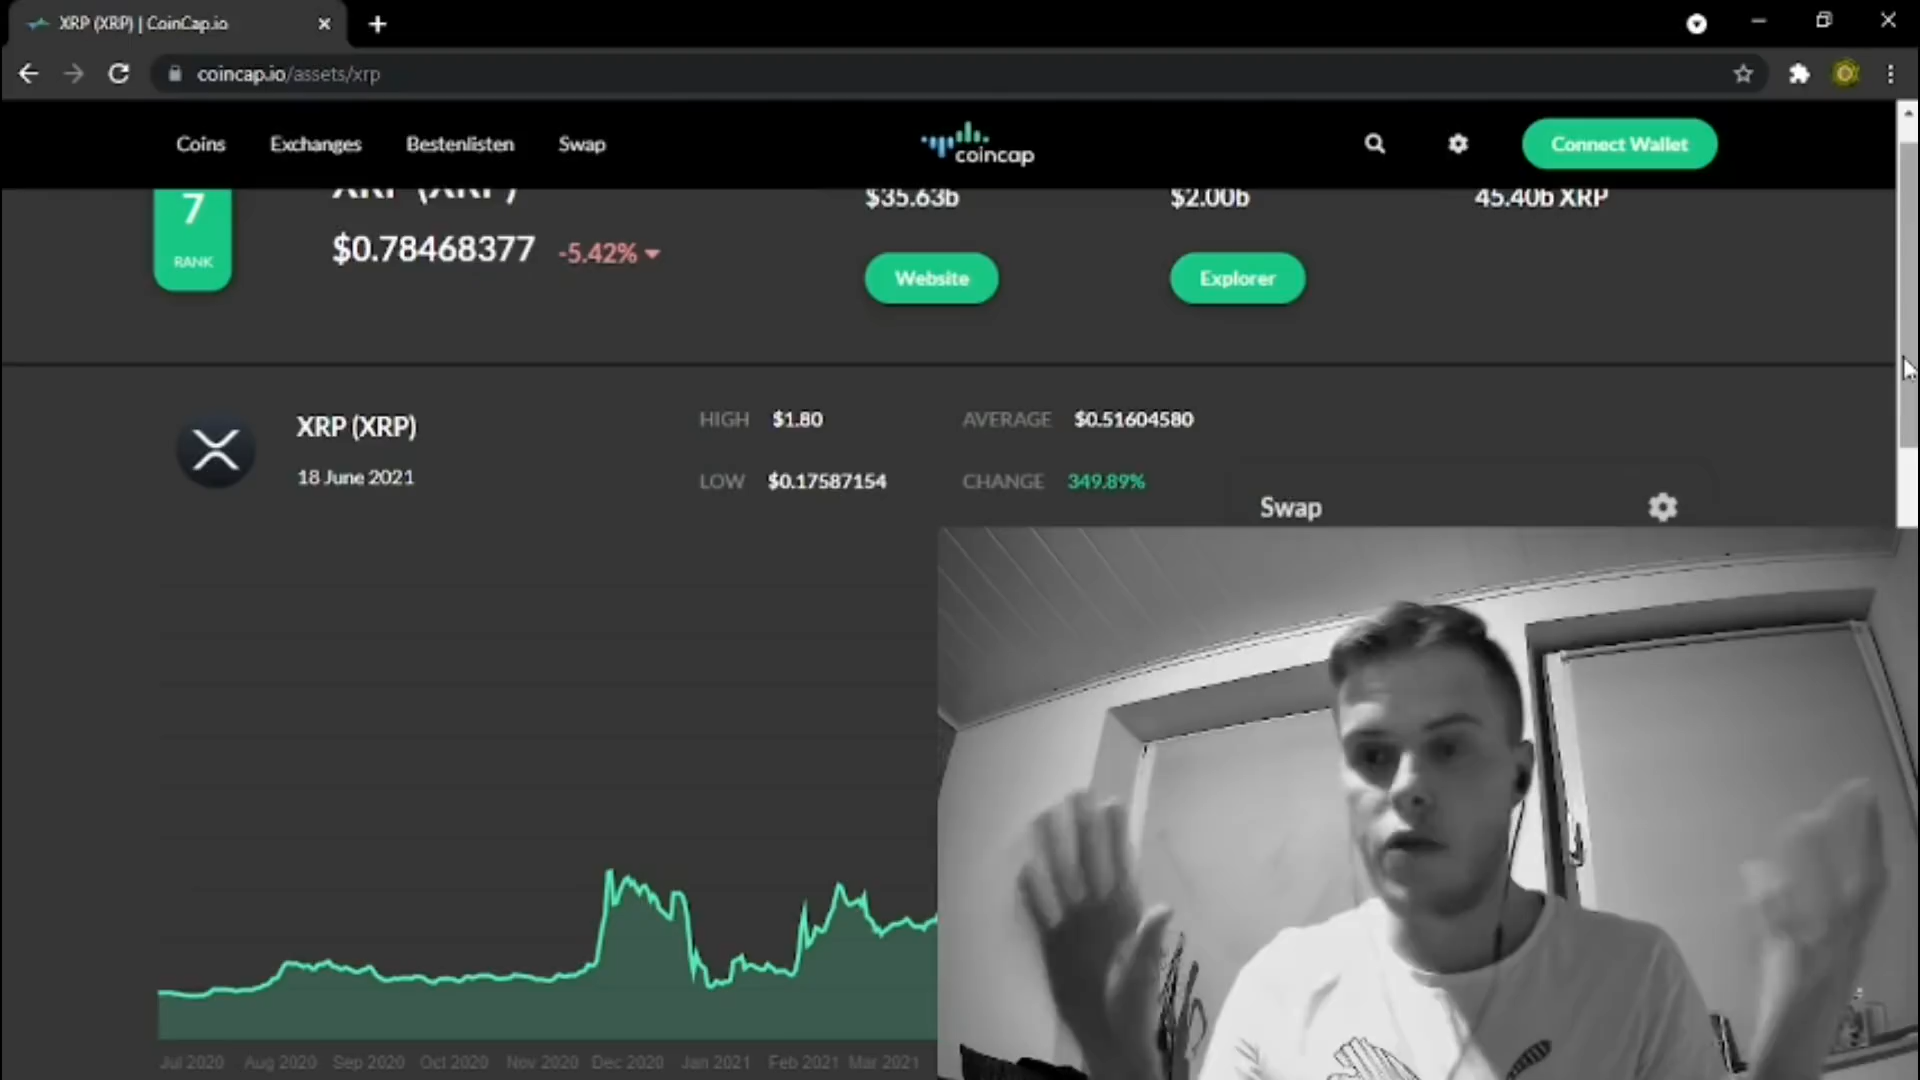 XRP (XRP) | CoinCap.io
coincap.io/assets/xrp
Coins Exchanges Bestenlisten Swap coincap Connect Wallet
7 XRP (XRP) $35.63b $2.00b 45.40b XRP
RANK $0.78468377 -5.42% Website Explorer
XRP (XRP) HIGH $1.80 AVERAGE $0.51604580
18 June 2021 LOW $0.17587154 CHANGE 349.89%
Swap
Jul 2020 Aug 2020 Sep 2020 Oct 2020 Nov 2020 Dec 2020 Jan 2021 Feb 2021 Mar 2021